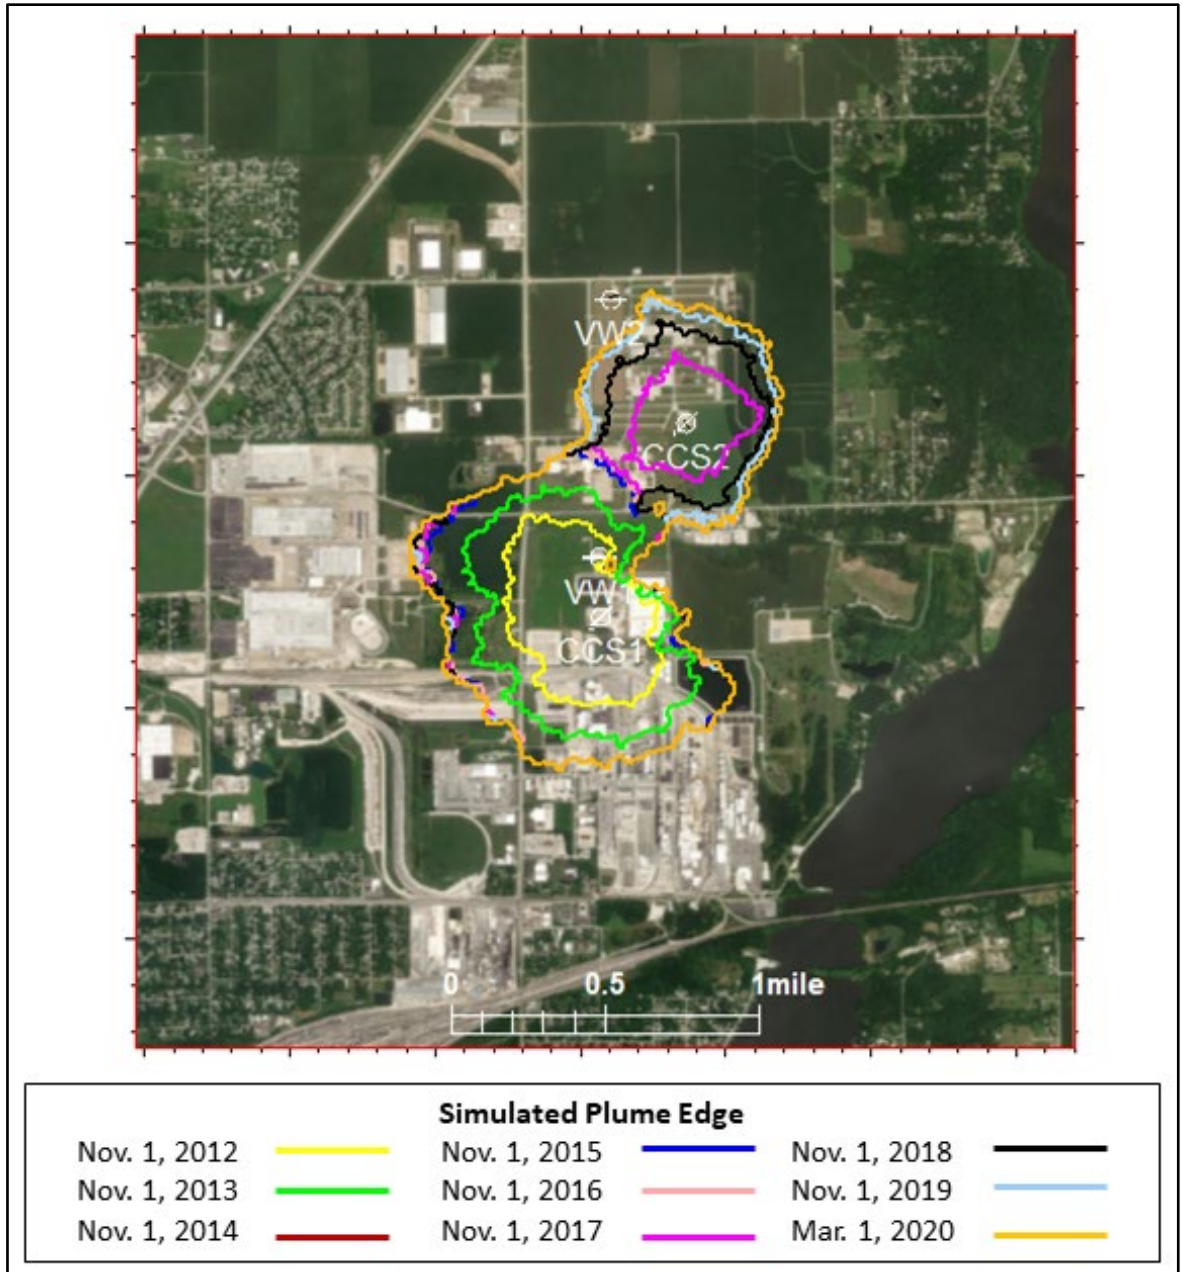 VW2
CCS2
VW1
CCS1
0 0.5 1mile
Simulated Plume Edge
Nov. 1, 2012 Nov. 1, 2015 Nov. 1, 2018
Nov. 1, 2013 Nov. 1, 2016 Nov. 1, 2019
Nov. 1, 2014 Nov. 1, 2017 Mar. 1, 2020